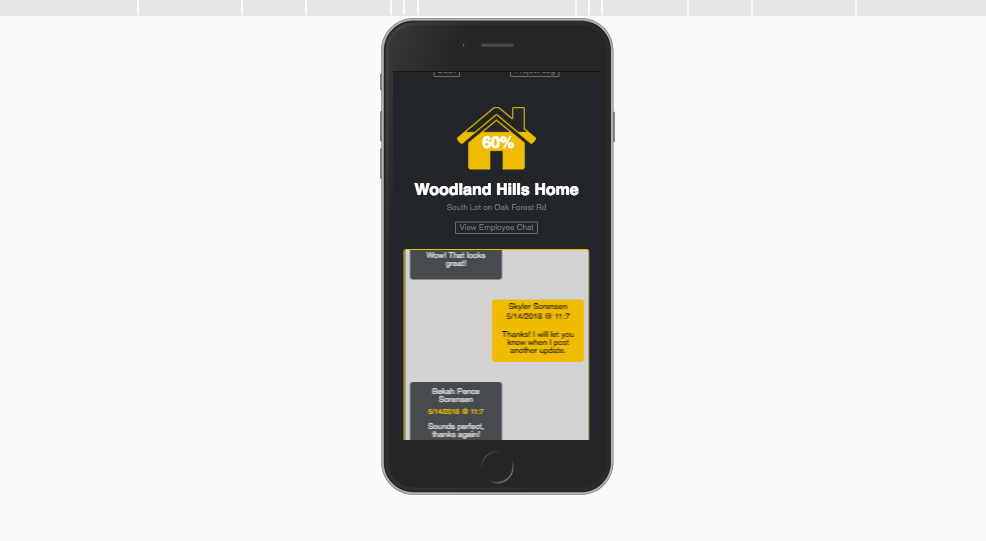 60%
Woodland Hills Home
South Lot on Oak Forest Rd
View Employee Chat
Wow! That looks
great!
Skyler Sorensen
5/14/2018 @ 11:7
Thanks! I will let you
know when I post
another update.
Bekah Pence
Sorensen
5/14/2018 @ 11:7
Sounds perfect,
thanks again!